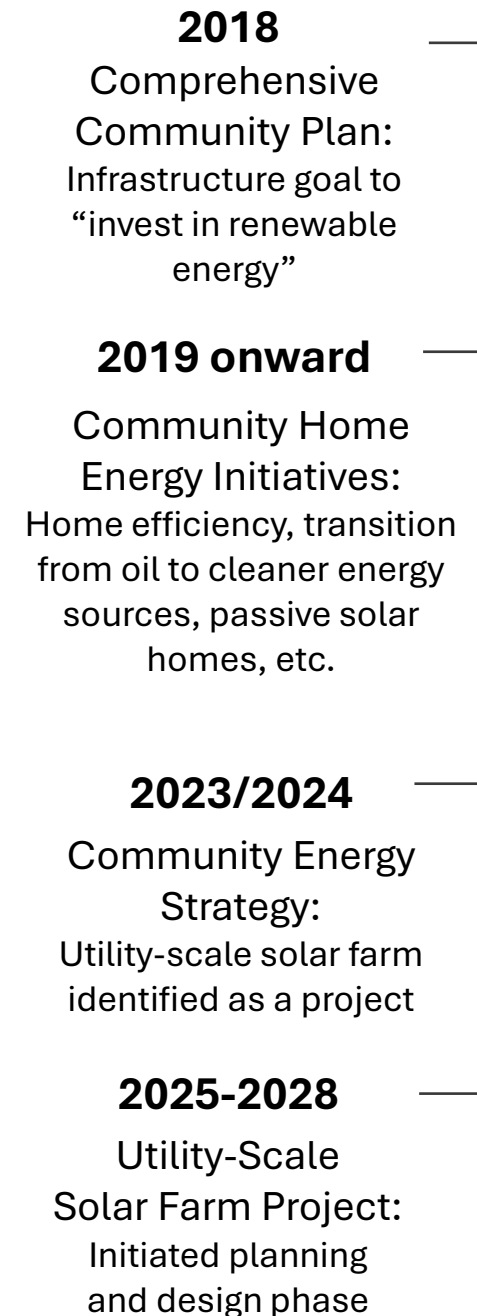 2018
Comprehensive
Community Plan:
Infrastructure goal to
“invest in renewable
energy”
2019 onward
Community Home
Energy Initiatives:
Home efficiency, transition
from oil to cleaner energy
sources, passive solar
homes, etc.
2023/2024
Community Energy
Strategy:
Utility-scale solar farm
identified as a project
2025-2028
Utility-Scale
Solar Farm Project:
Initiated planning
and design phase